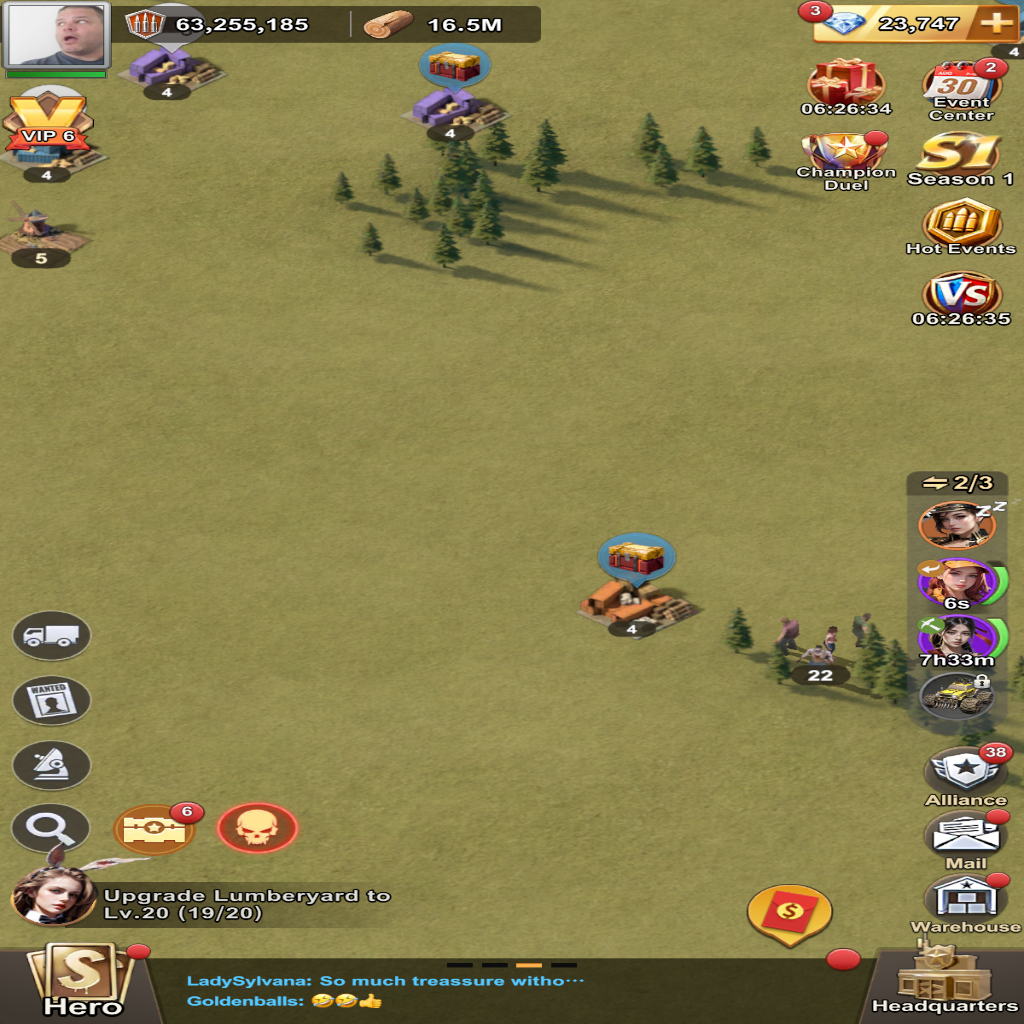 63,255,185
16.5M
3
23,747
4
4
4
VIP 6
4
5
06:26:34
2
AUG
30
Event
Center
Champion
Duel
S1
Season 1
Hot Events
VS
06:26:35
2/3
zz
6s
7h33m
4
22
WANTED
38
Alliance
Mail
6
Warehouse
Upgrade Lumberyard to
Lv.20 (19/20)
$
S
Hero
LadySylvana: So much treassure witho…
Goldenballs: 🤣🤣👍
Headquarters